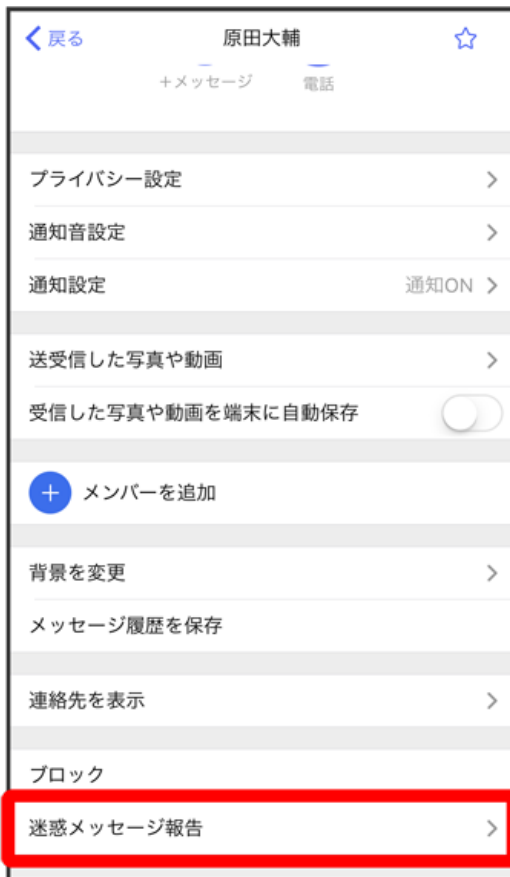 戻る 原田大輔
+メッセージ 電話
プライバシー設定
通知音設定
通知設定 通知ON
送受信した写真や動画
受信した写真や動画を端末に自動保存
メンバーを追加
背景を変更
メッセージ履歴を保存
連絡先を表示
ブロック
迷惑メッセージ報告